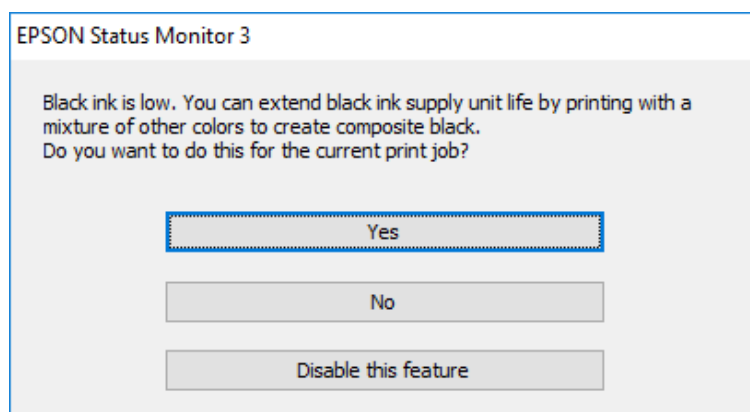 EPSON Status Monitor 3
Black ink is low. You can extend black ink supply unit life by printing with a
mixture of other colors to create composite black.
Do you want to do this for the current print job?
Yes
No
Disable this feature